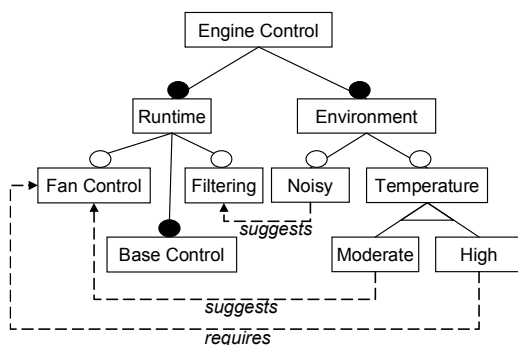 Engine Control
Runtime
Environment
Fan Control
Filtering
Noisy
Temperature
suggests
Base Control
Moderate
High
suggests
requires